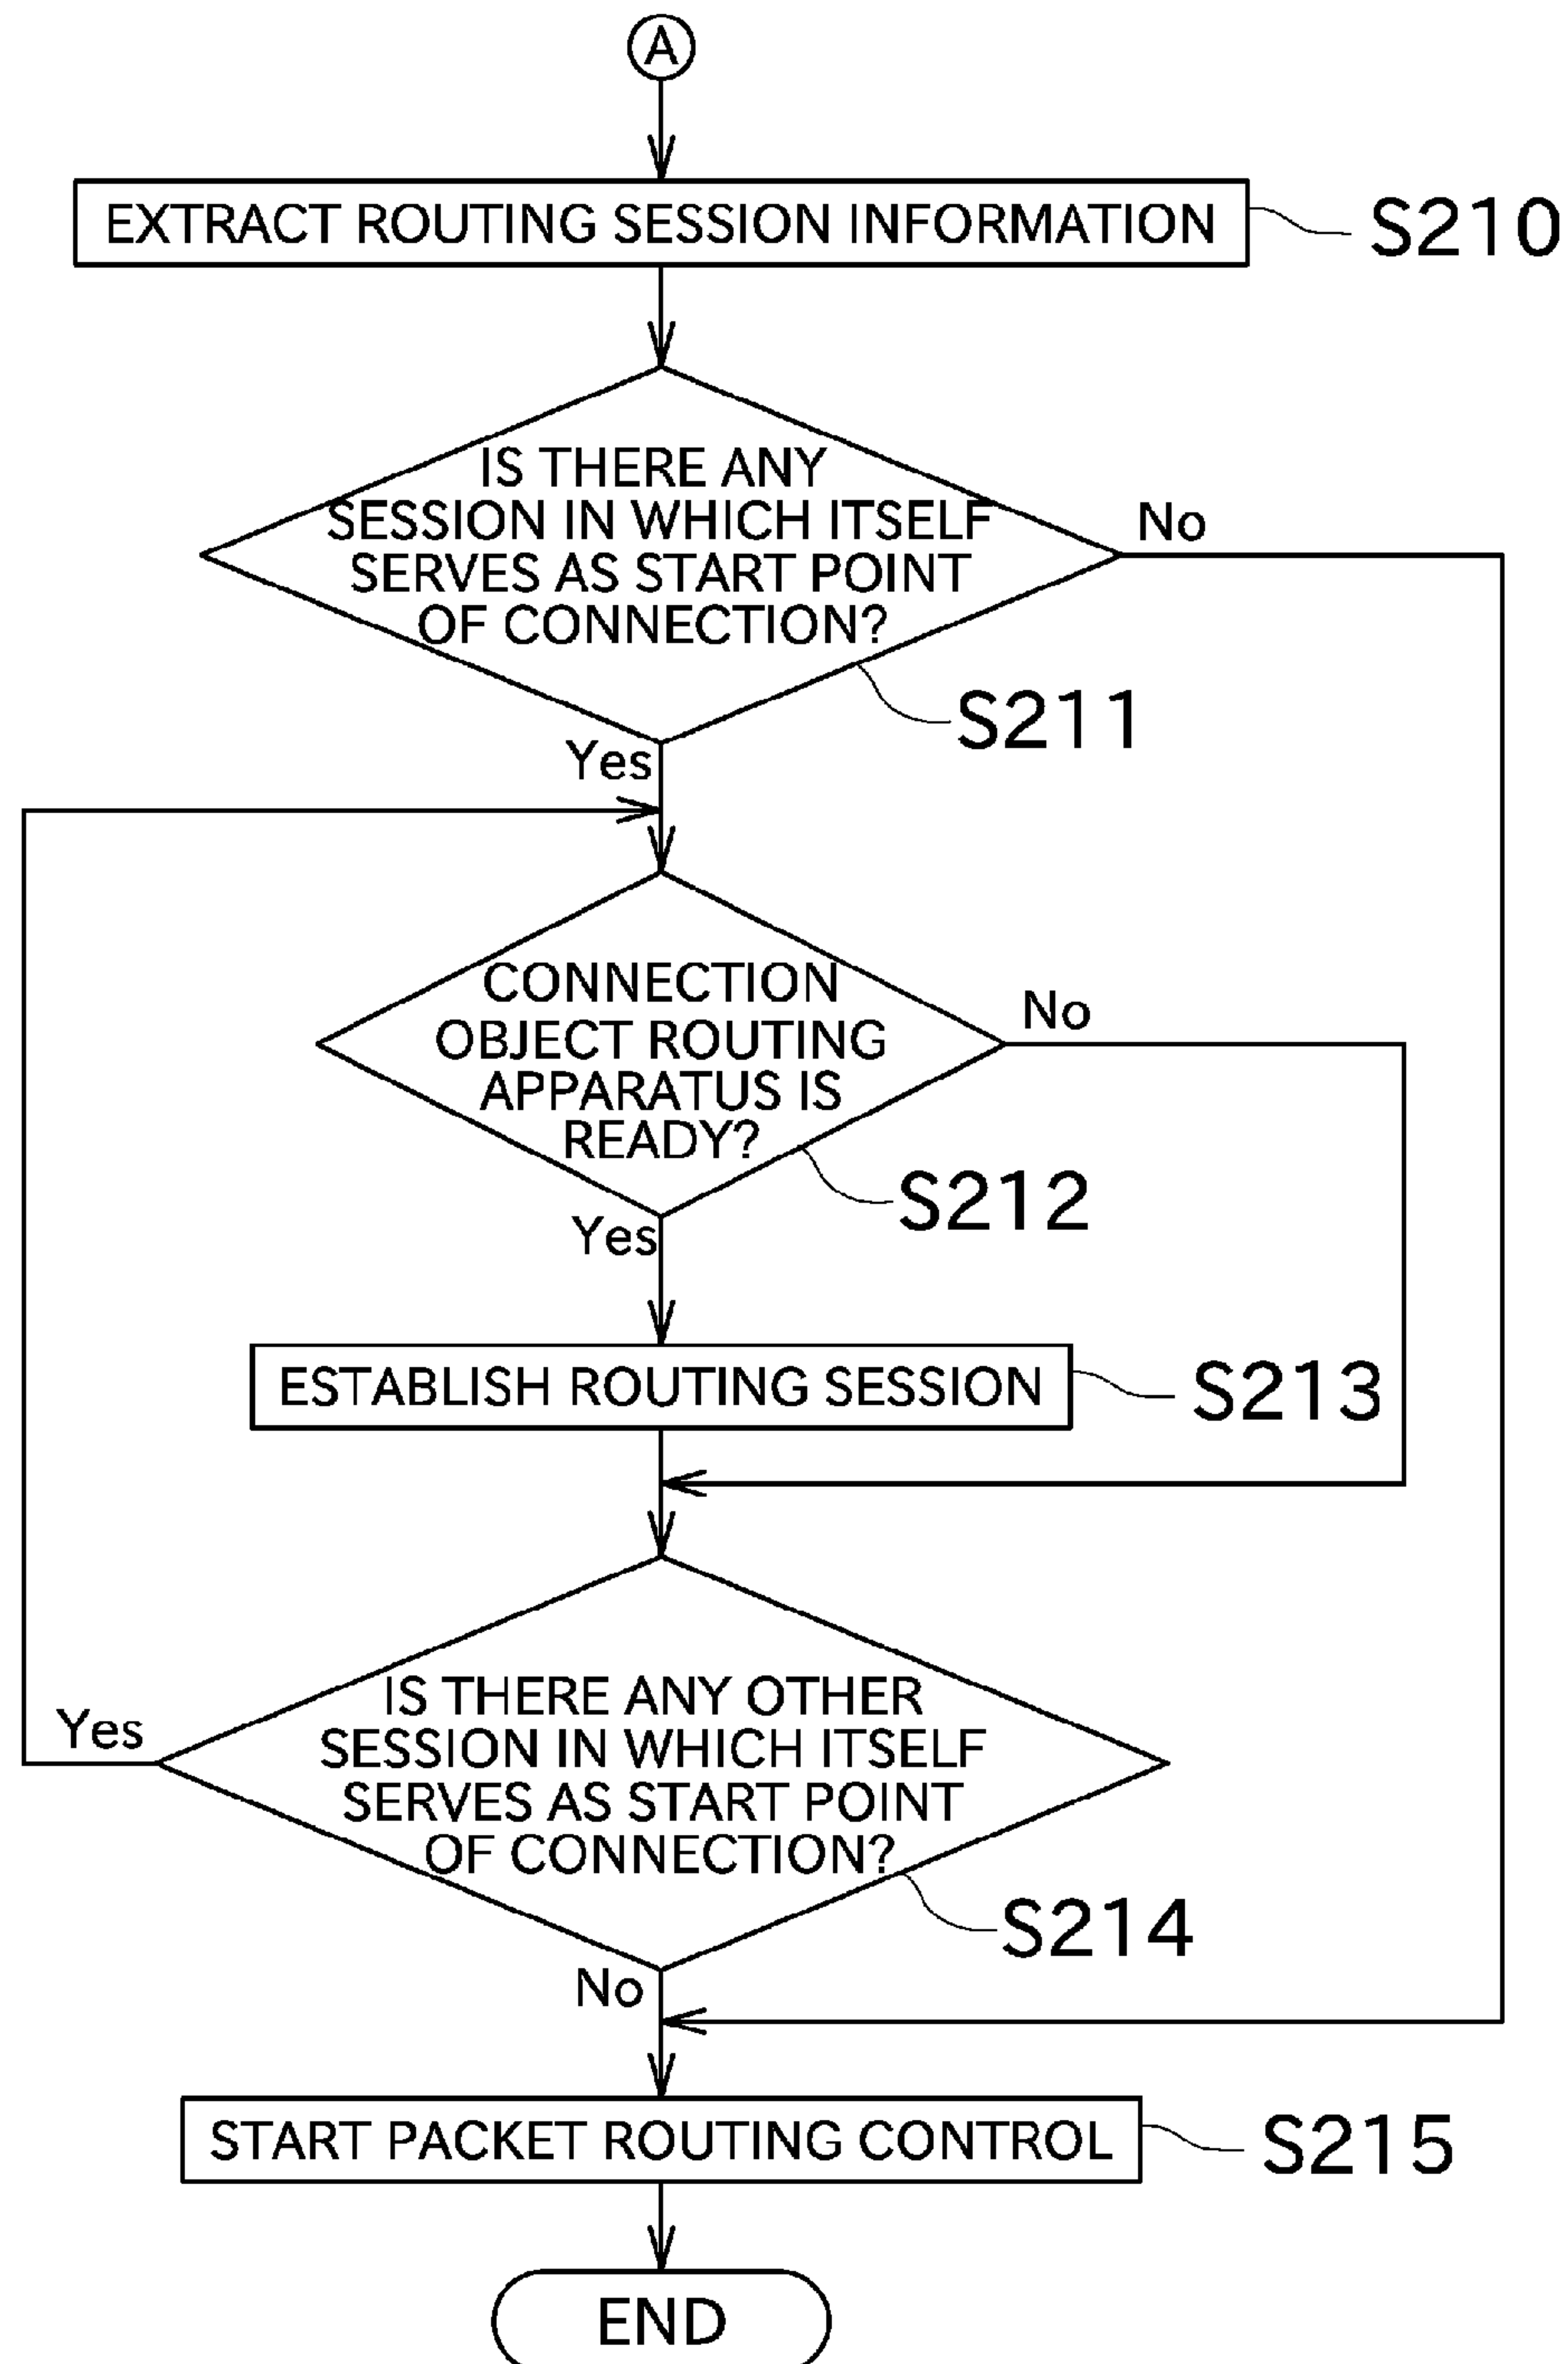 A
EXTRACT ROUTING SESSION INFORMATION
S210
IS THERE ANY
SESSION IN WHICH ITSELF
SERVES AS START POINT
OF CONNECTION?
No
S211
Yes
CONNECTION
OBJECT ROUTING
APPARATUS IS
READY?
No
S212
Yes
ESTABLISH ROUTING SESSION
S213
IS THERE ANY OTHER
SESSION IN WHICH ITSELF
SERVES AS START POINT
OF CONNECTION?
Yes
S214
No
START PACKET ROUTING CONTROL
S215
END